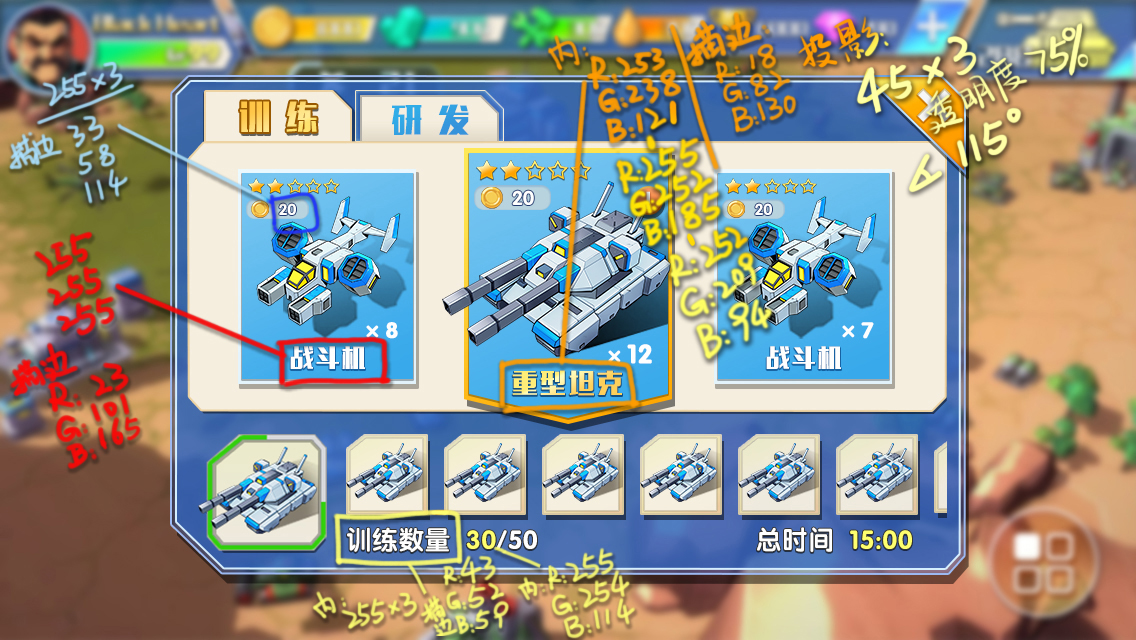 训练
研发
20
×8
战斗机
20
×12
重型坦克
20
×7
战斗机
训练数量 30/50
总时间 15:00
255×3
描边 33
58
114
255
255
255
描边
R:23
G:101
B:165
内:
R:253
G:238
B:121
R:255
G:252
B:185
R:252
G:209
B:94
描边
R:18
G:82
B:130
投影:
45×3
透明度 75%
∠ 115°
内:255×3
描边
R:43
G:52
B:59
内:
R:255
G:254
B:114